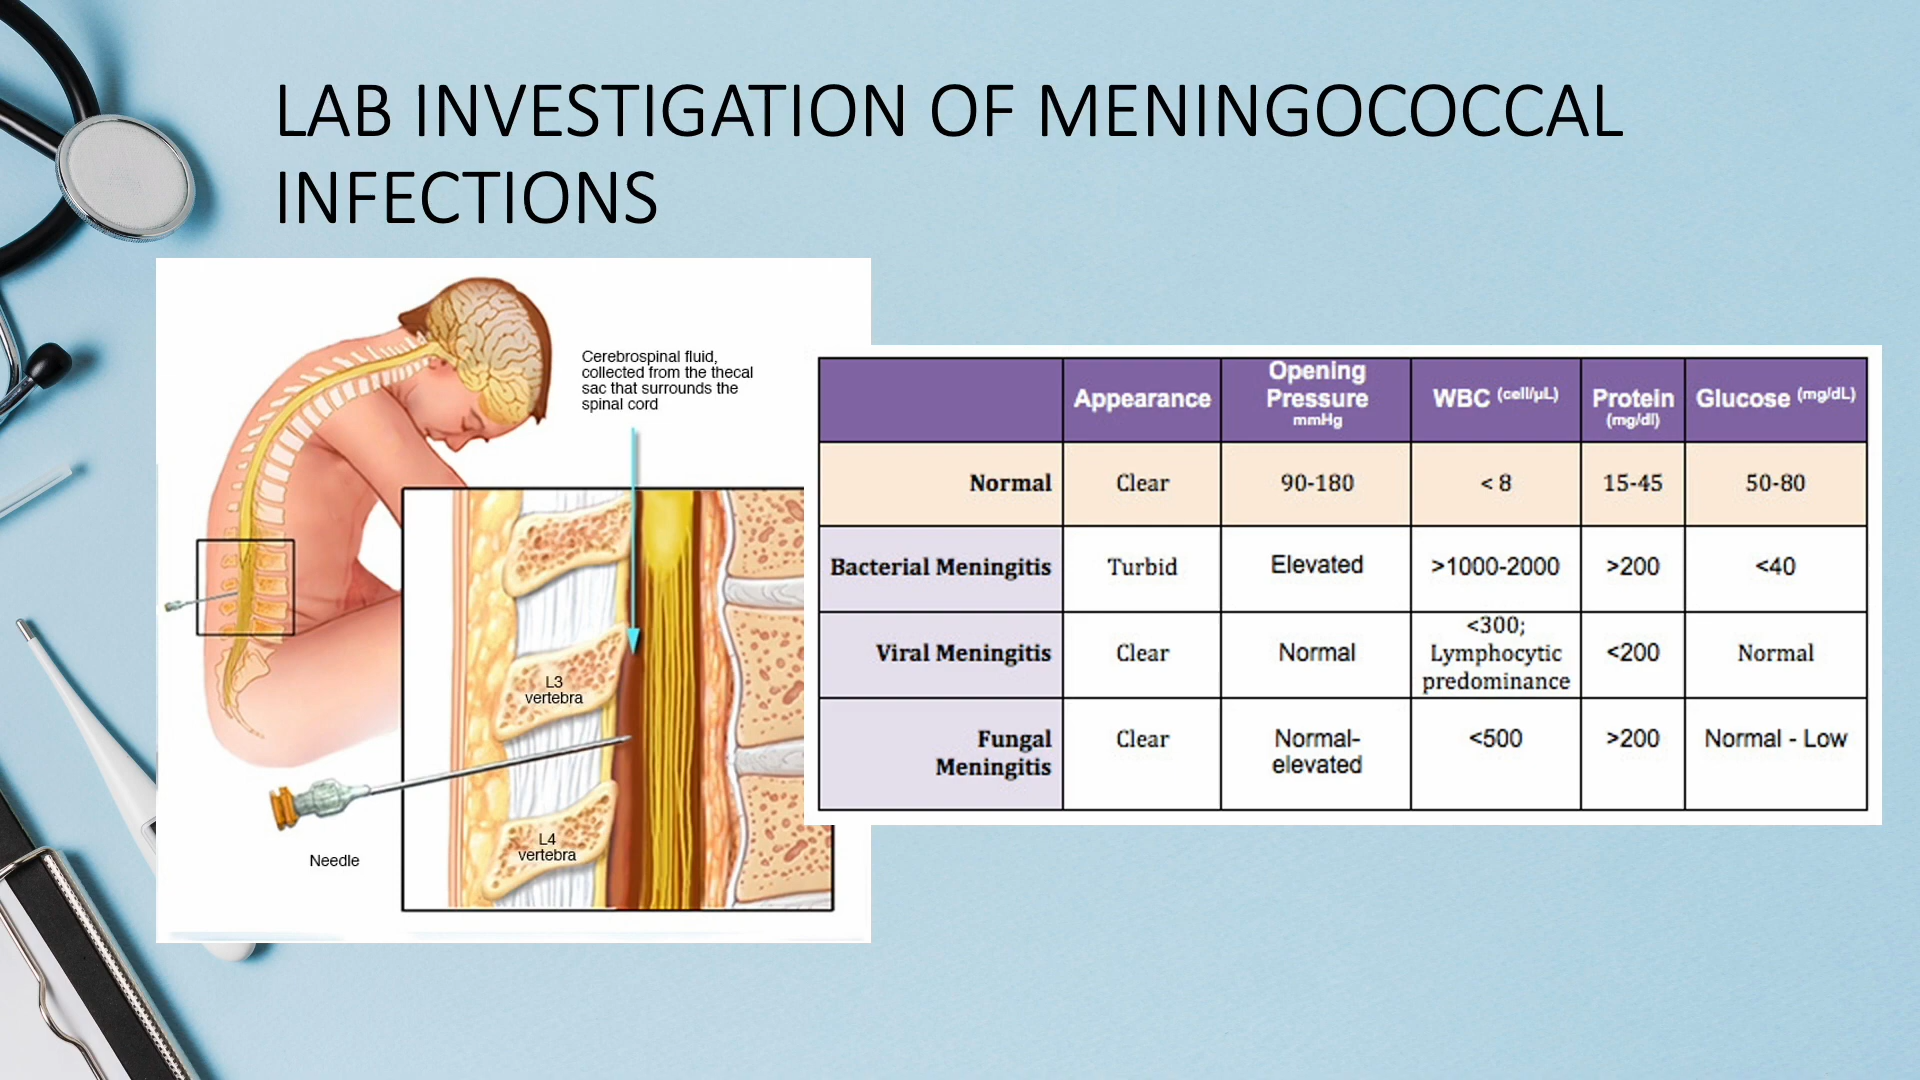 LAB INVESTIGATION OF MENINGOCOCCAL
INFECTIONS
Cerebrospinal fluid,
collected from the thecal
sac that surrounds the
spinal cord
L3
vertebra
L4
vertebra
Needle
Appearance Opening Pressure mmHg WBC (cell/µL) Protein (mg/dl) Glucose (mg/dL)
Normal Clear 90-180 < 8 15-45 50-80
Bacterial Meningitis Turbid Elevated >1000-2000 >200 <40
Viral Meningitis Clear Normal <300; Lymphocytic predominance <200 Normal
Fungal Meningitis Clear Normal-elevated <500 >200 Normal - Low